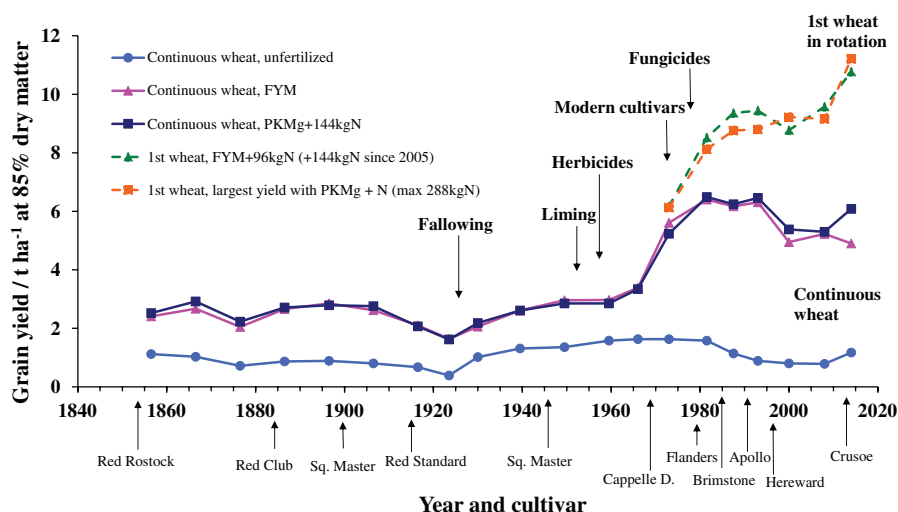 Grain yield / t ha-1 at 85% dry matter
12
10
8
6
4
2
0
Continuous wheat, unfertilized
Continuous wheat, FYM
Continuous wheat, PKMg+144kgN
1st wheat, FYM+96kgN (+144kgN since 2005)
1st wheat, largest yield with PKMg + N (max 288kgN)
1st wheat
in rotation
Fungicides
Modern cultivars
Herbicides
Liming
Fallowing
Continuous
wheat
1840 1860 1880 1900 1920 1940 1960 1980 2000 2020
Red Rostock
Red Club
Sq. Master
Red Standard
Sq. Master
Cappelle D.
Flanders
Brimstone
Apollo
Hereward
Crusoe
Year and cultivar